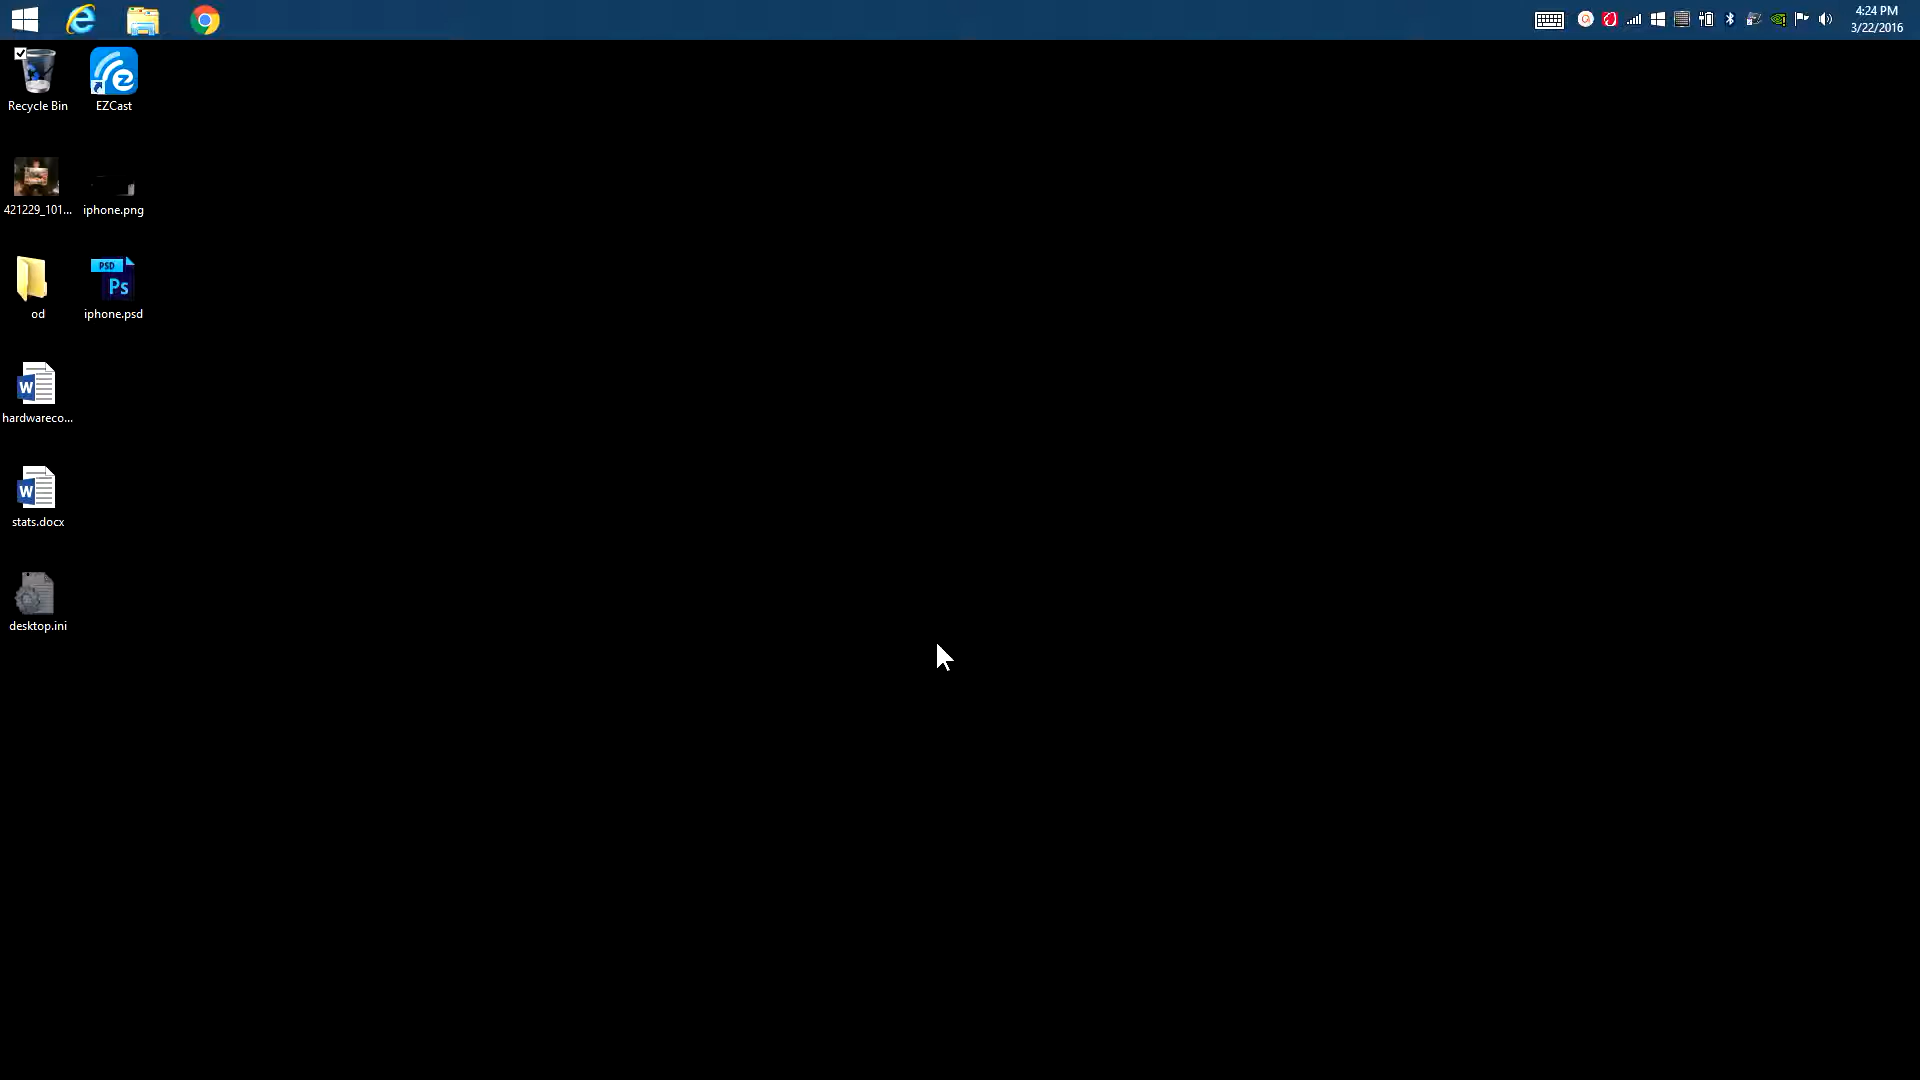 4:24 PM
3/22/2016
Recycle Bin
EZCast
421229_101...
iphone.png
PSD
Ps
od
iphone.psd
W
hardwareco...
W
stats.docx
desktop.ini